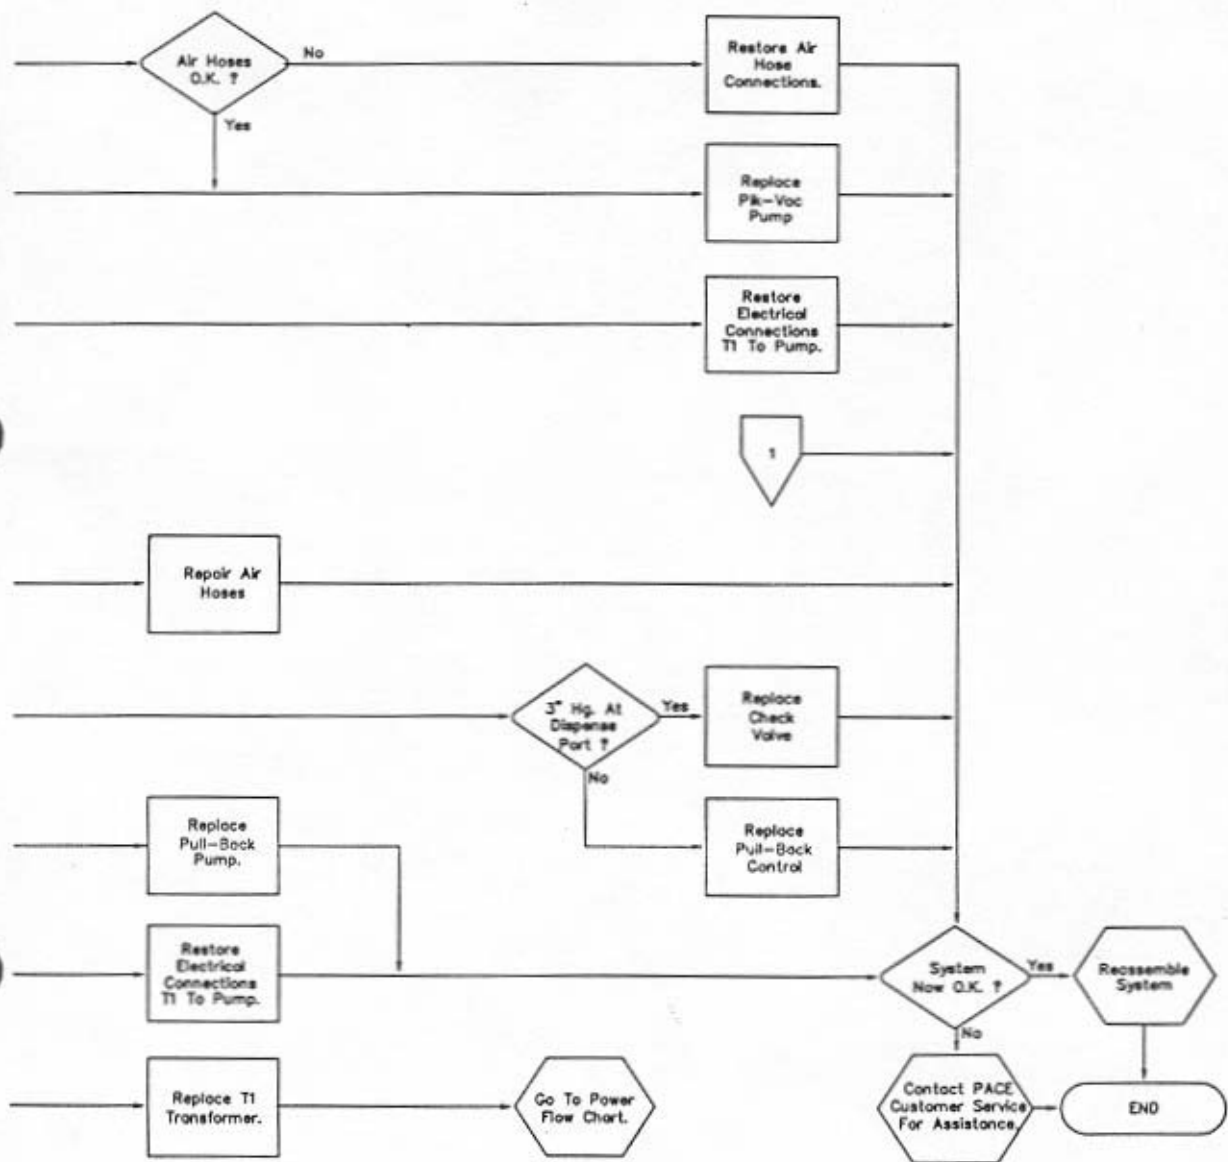 Air Hoses
O.K. ?
No
Yes
Restore Air
Hose
Connections.
Replace
Pik-Vac
Pump
Restore
Electrical
Connections
T1 To Pump.
1
Repair Air
Hoses
3" Hg. At
Dispense
Port ?
Yes
No
Replace
Check
Valve
Replace
Pull-Back
Pump.
Replace
Pull-Back
Control
Restore
Electrical
Connections
T1 To Pump.
System
Now O.K. ?
Yes
No
Reassemble
System
Replace T1
Transformer.
Go To Power
Flow Chart.
Contact PACE
Customer Service
For Assistance.
END